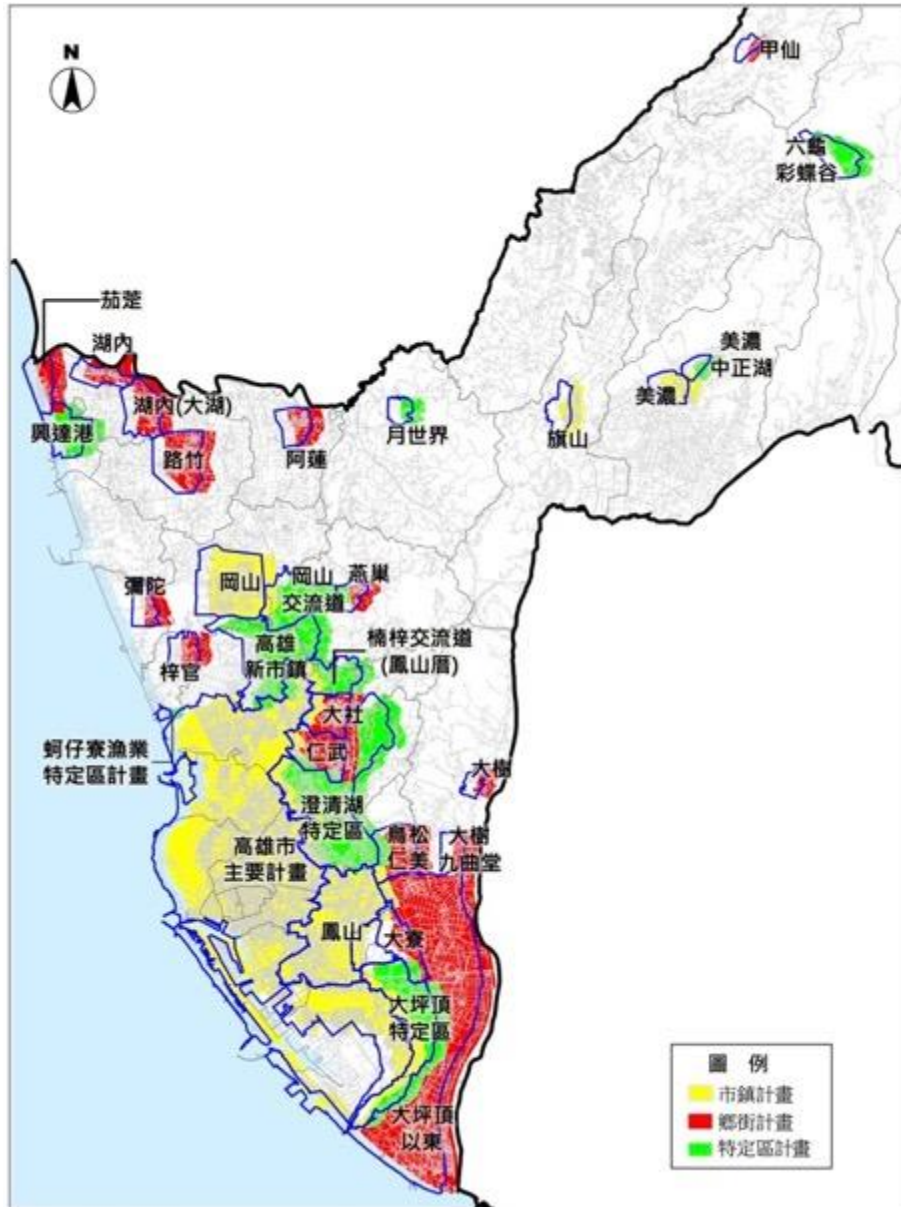 N
甲仙
六龜
彩蝶谷
茄萣
湖內
美濃
中正湖
湖內(大湖)
美濃
興達港
月世界
旗山
路竹
阿蓮
岡山
岡山
交流道
燕巢
彌陀
高雄
新市鎮
楠梓交流道
(鳳山厝)
梓官
大社
仁武
蚵仔寮漁業
特定區計畫
大樹
澄清湖
特定區
鳥松
仁美
大樹
九曲堂
高雄市
主要計畫
鳳山
大寮
大坪頂
特定區
大坪頂
以東
圖 例
市鎮計畫
鄉街計畫
特定區計畫